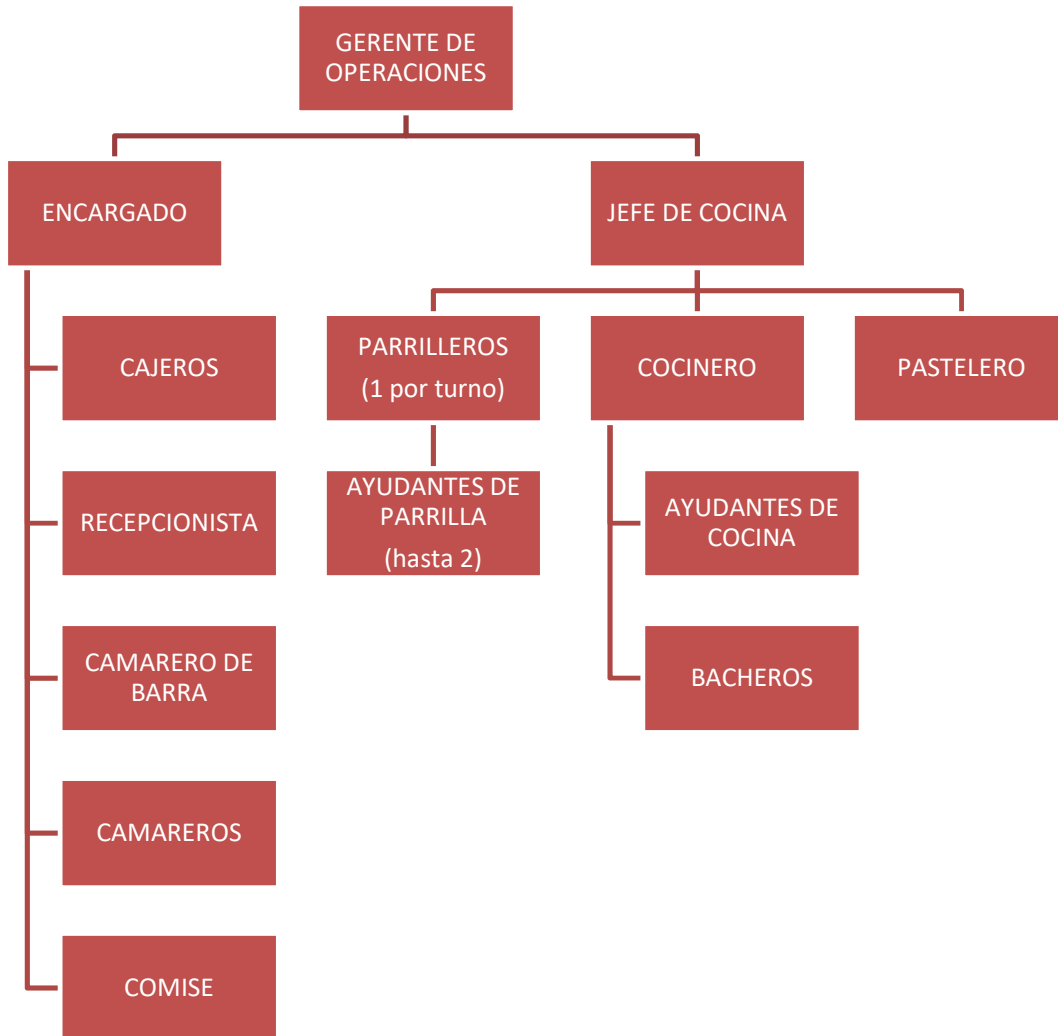 GERENTE DE
OPERACIONES
ENCARGADO
JEFE DE COCINA
CAJEROS
PARRILLEROS
(1 por turno)
COCINERO
PASTELERO
RECEPCIONISTA
AYUDANTES DE
PARRILLA
(hasta 2)
AYUDANTES DE
COCINA
CAMARERO DE
BARRA
BACHEROS
CAMAREROS
COMISE